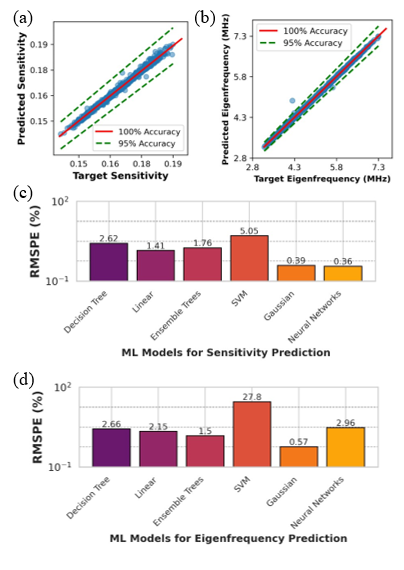 (a)
Predicted Sensitivity
0.19
0.18
0.16
0.15
100% Accuracy
95% Accuracy
0.15
0.16
0.18
0.19
Target Sensitivity
(b)
Predicted Eigenfrequency
(MHz)
7.3
5.8
4.3
2.8
100% Accuracy
95% Accuracy
2.8
4.3
5.8
7.3
Target Eigenfrequency (MHz)
(c)
RMSPE (%)
10²
10⁻¹
2.62
1.41
1.76
5.05
0.39
0.36
Decision Tree
Linear
Ensemble Trees
SVM
Gaussian
Neural Networks
ML Models for Sensitivity Prediction
(d)
RMSPE (%)
10²
10⁻¹
2.66
2.15
1.5
27.8
0.57
2.96
Decision Tree
Linear
Ensemble Trees
SVM
Gaussian
Neural Networks
ML Models for Eigenfrequency Prediction